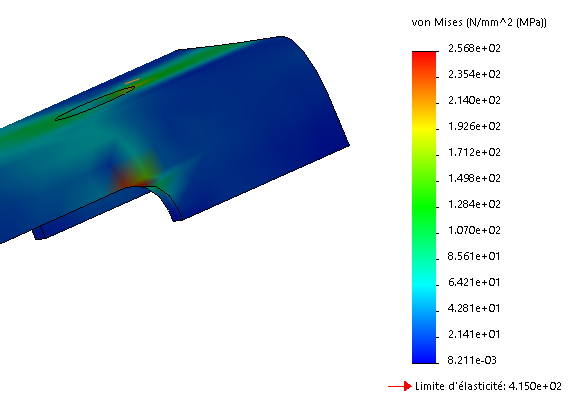 von Mises (N/mm^2 (MPa))
2.568e+02
2.354e+02
2.140e+02
1.926e+02
1.712e+02
1.498e+02
1.284e+02
1.070e+02
8.561e+01
6.421e+01
4.281e+01
2.141e+01
8.211e-03
Limite d'élasticité: 4.150e+02